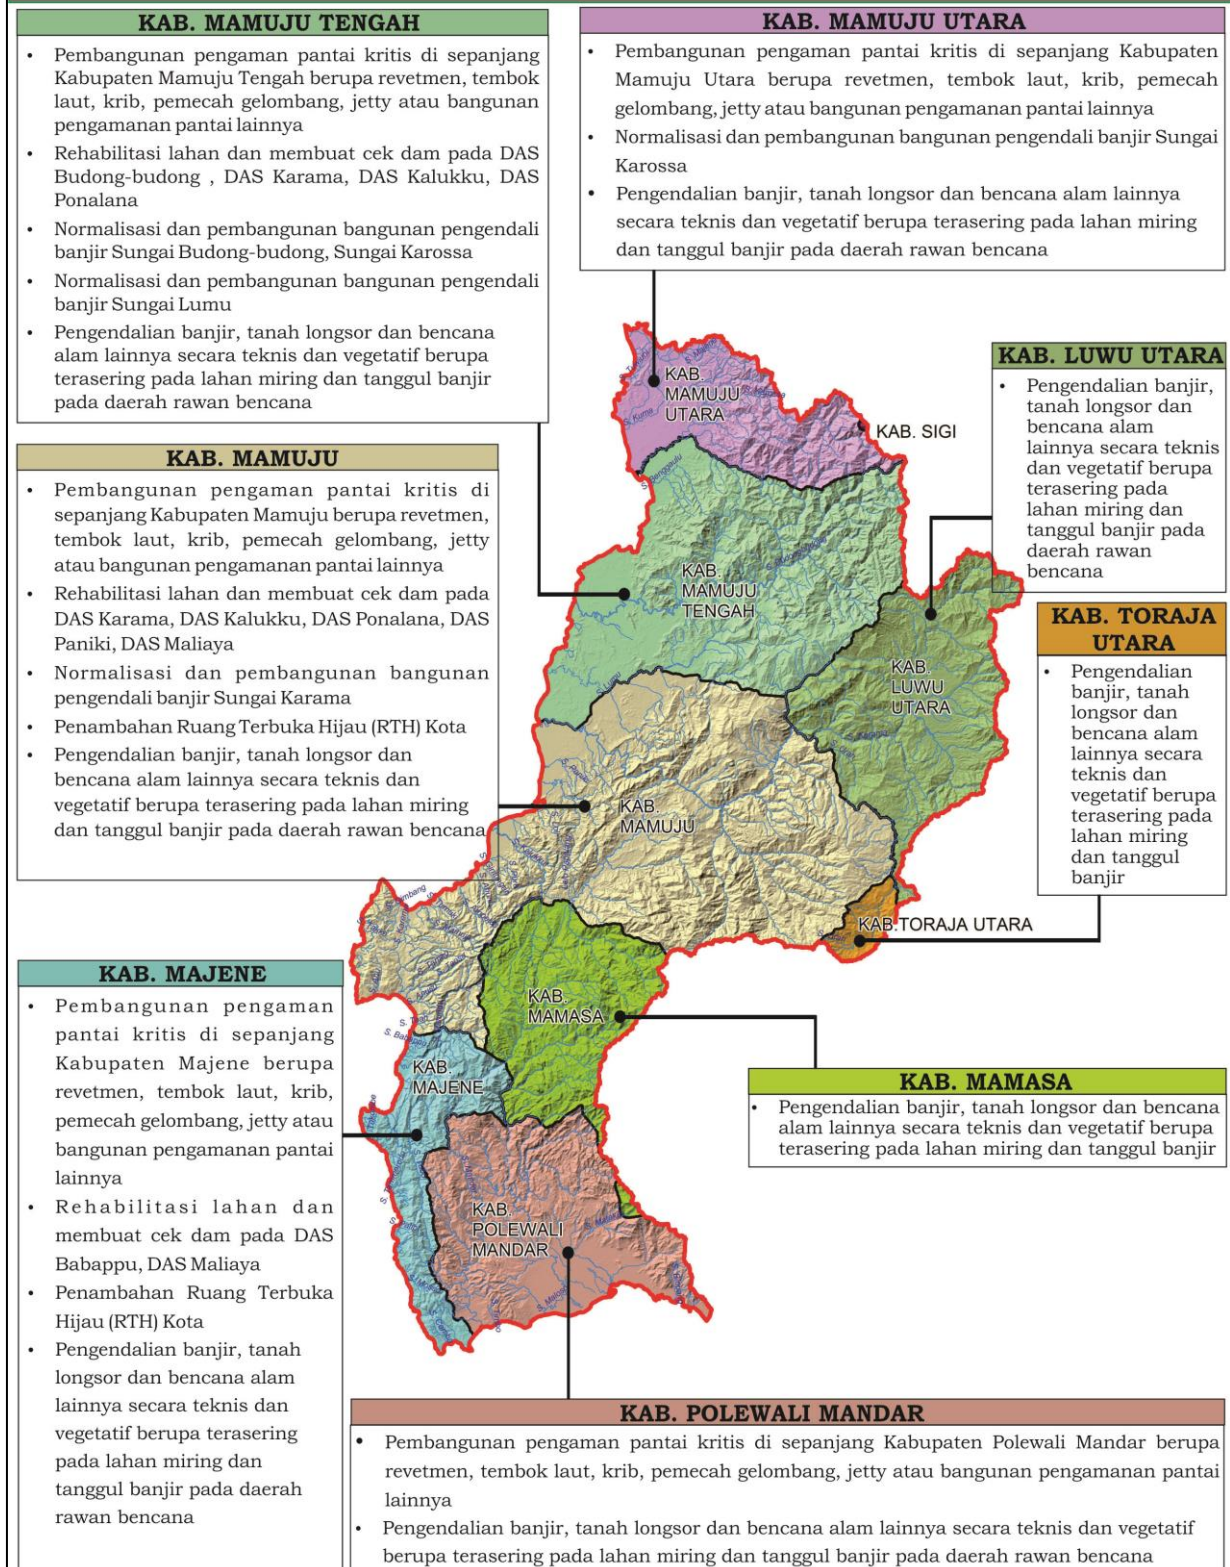 KAB. MAMUJU TENGAH
• Pembangunan pengaman pantai kritis di sepanjang
Kabupaten Mamuju Tengah berupa revetmen, tembok
laut, krib, pemecah gelombang, jetty atau bangunan
pengamanan pantai lainnya
• Rehabilitasi lahan dan membuat cek dam pada DAS
Budong-budong , DAS Karama, DAS Kalukku, DAS
Ponalana
• Normalisasi dan pembangunan bangunan pengendali
banjir Sungai Budong-budong, Sungai Karossa
• Normalisasi dan pembangunan bangunan pengendali
banjir Sungai Lumu
• Pengendalian banjir, tanah longsor dan bencana
alam lainnya secara teknis dan vegetatif berupa
terasering pada lahan miring dan tanggul banjir
pada daerah rawan bencana
KAB. MAMUJU UTARA
• Pembangunan pengaman pantai kritis di sepanjang Kabupaten
Mamuju Utara berupa revetmen, tembok laut, krib, pemecah
gelombang, jetty atau bangunan pengamanan pantai lainnya
• Normalisasi dan pembangunan bangunan pengendali banjir Sungai
Karossa
• Pengendalian banjir, tanah longsor dan bencana alam lainnya
secara teknis dan vegetatif berupa terasering pada lahan miring
dan tanggul banjir pada daerah rawan bencana
KAB. LUWU UTARA
• Pengendalian banjir,
tanah longsor dan
bencana alam
lainnya secara teknis
dan vegetatif berupa
terasering pada
lahan miring dan
tanggul banjir pada
daerah rawan
bencana
KAB. MAMUJU
• Pembangunan pengaman pantai kritis di
sepanjang Kabupaten Mamuju berupa revetmen,
tembok laut, krib, pemecah gelombang, jetty
atau bangunan pengamanan pantai lainnya
• Rehabilitasi lahan dan membuat cek dam pada
DAS Karama, DAS Kalukku, DAS Ponalana, DAS
Paniki, DAS Maliaya
• Normalisasi dan pembangunan bangunan
pengendali banjir Sungai Karama
• Penambahan Ruang Terbuka Hijau (RTH) Kota
• Pengendalian banjir, tanah longsor dan
bencana alam lainnya secara teknis dan
vegetatif berupa terasering pada lahan miring
dan tanggul banjir pada daerah rawan bencana
KAB. TORAJA
UTARA
• Pengendalian
banjir, tanah
longsor dan
bencana alam
lainnya secara
teknis dan
vegetatif berupa
terasering pada
lahan miring
dan tanggul
banjir
KAB.
MAMUJU
UTARA
KAB. SIGI
KAB.
MAMUJU
TENGAH
KAB.
LUWU
UTARA
KAB.
MAMUJU
KAB.TORAJA UTARA
KAB.
MAMASA
KAB.
MAJENE
KAB.
POLEWALI
MANDAR
KAB. MAJENE
• Pembangunan pengaman
pantai kritis di sepanjang
Kabupaten Majene berupa
revetmen, tembok laut, krib,
pemecah gelombang, jetty atau
bangunan pengamanan pantai
lainnya
• Rehabilitasi lahan dan
membuat cek dam pada DAS
Babappu, DAS Maliaya
• Penambahan Ruang Terbuka
Hijau (RTH) Kota
• Pengendalian banjir, tanah
longsor dan bencana alam
lainnya secara teknis dan
vegetatif berupa terasering
pada lahan miring dan
tanggul banjir pada daerah
rawan bencana
KAB. MAMASA
• Pengendalian banjir, tanah longsor dan bencana
alam lainnya secara teknis dan vegetatif berupa
terasering pada lahan miring dan tanggul banjir
KAB. POLEWALI MANDAR
• Pembangunan pengaman pantai kritis di sepanjang Kabupaten Polewali Mandar berupa
revetmen, tembok laut, krib, pemecah gelombang, jetty atau bangunan pengamanan pantai
lainnya
• Pengendalian banjir, tanah longsor dan bencana alam lainnya secara teknis dan vegetatif
berupa terasering pada lahan miring dan tanggul banjir pada daerah rawan bencana